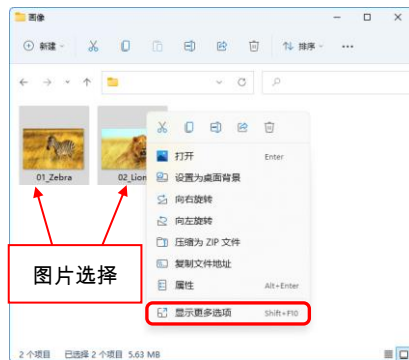 画像
新建
排序
01_Zebra
02_Lion
打开 Enter
设置为桌面背景
向右旋转
向左旋转
压缩为 ZIP 文件
复制文件地址
属性 Alt+Enter
显示更多选项 Shift+F10
图片选择
2 个项目 已选择 2 个项目 5.63 MB